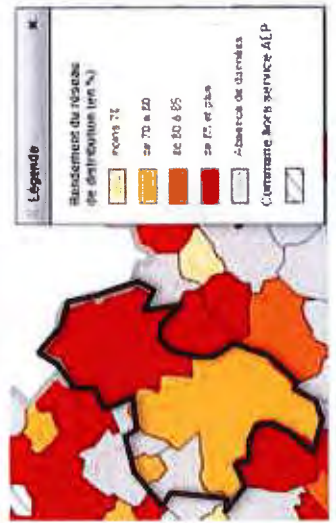 Légende
Rendement du réseau
de distribution (en %)
moins 70
de 70 à 80
de 80 à 85
de 85 et plus
Absence de données
Commune hors service AEP